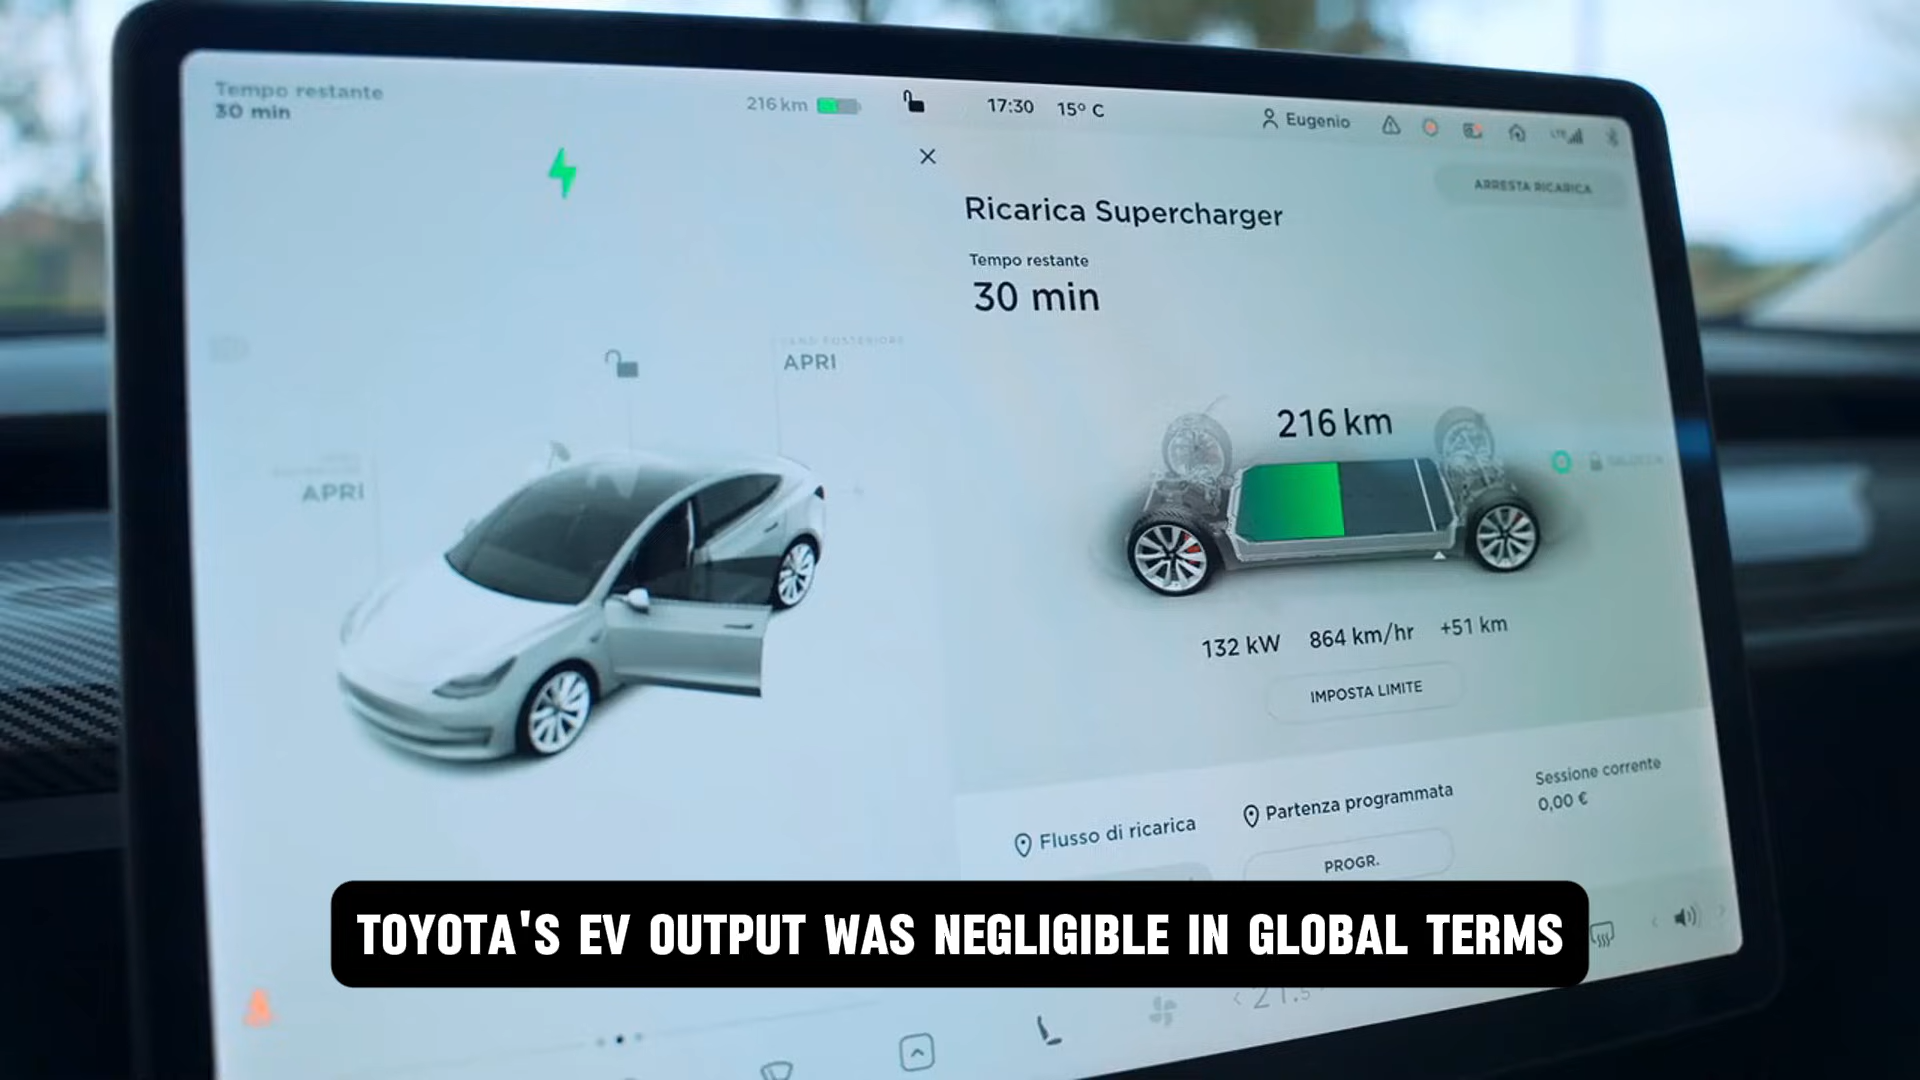 Tempo restante
30 min
216 km
17:30 15° C
Eugenio
LTE
ARRESTA RICARICA
Ricarica Supercharger
Tempo restante
30 min
APRI
APRI
216 km
132 kW 864 km/hr +51 km
IMPOSTA LIMITE
Flusso di ricarica
Partenza programmata
PROGR.
Sessione corrente
0,00 €
TOYOTA'S EV OUTPUT WAS NEGLIGIBLE IN GLOBAL TERMS